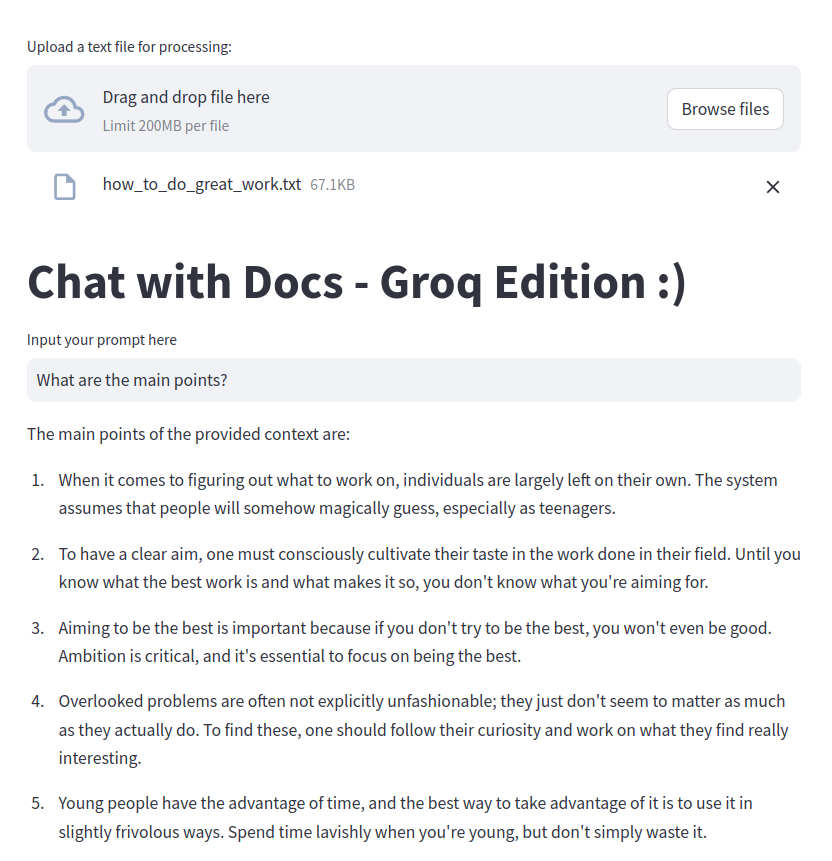 Upload a text file for processing:
Drag and drop file here
Limit 200MB per file
Browse files
how_to_do_great_work.txt 67.1KB
Chat with Docs - Groq Edition :)
Input your prompt here
What are the main points?
The main points of the provided context are:
1. When it comes to figuring out what to work on, individuals are largely left on their own. The system
assumes that people will somehow magically guess, especially as teenagers.
2. To have a clear aim, one must consciously cultivate their taste in the work done in their field. Until you
know what the best work is and what makes it so, you don't know what you're aiming for.
3. Aiming to be the best is important because if you don't try to be the best, you won't even be good.
Ambition is critical, and it's essential to focus on being the best.
4. Overlooked problems are often not explicitly unfashionable; they just don't seem to matter as much
as they actually do. To find these, one should follow their curiosity and work on what they find really
interesting.
5. Young people have the advantage of time, and the best way to take advantage of it is to use it in
slightly frivolous ways. Spend time lavishly when you're young, but don't simply waste it.